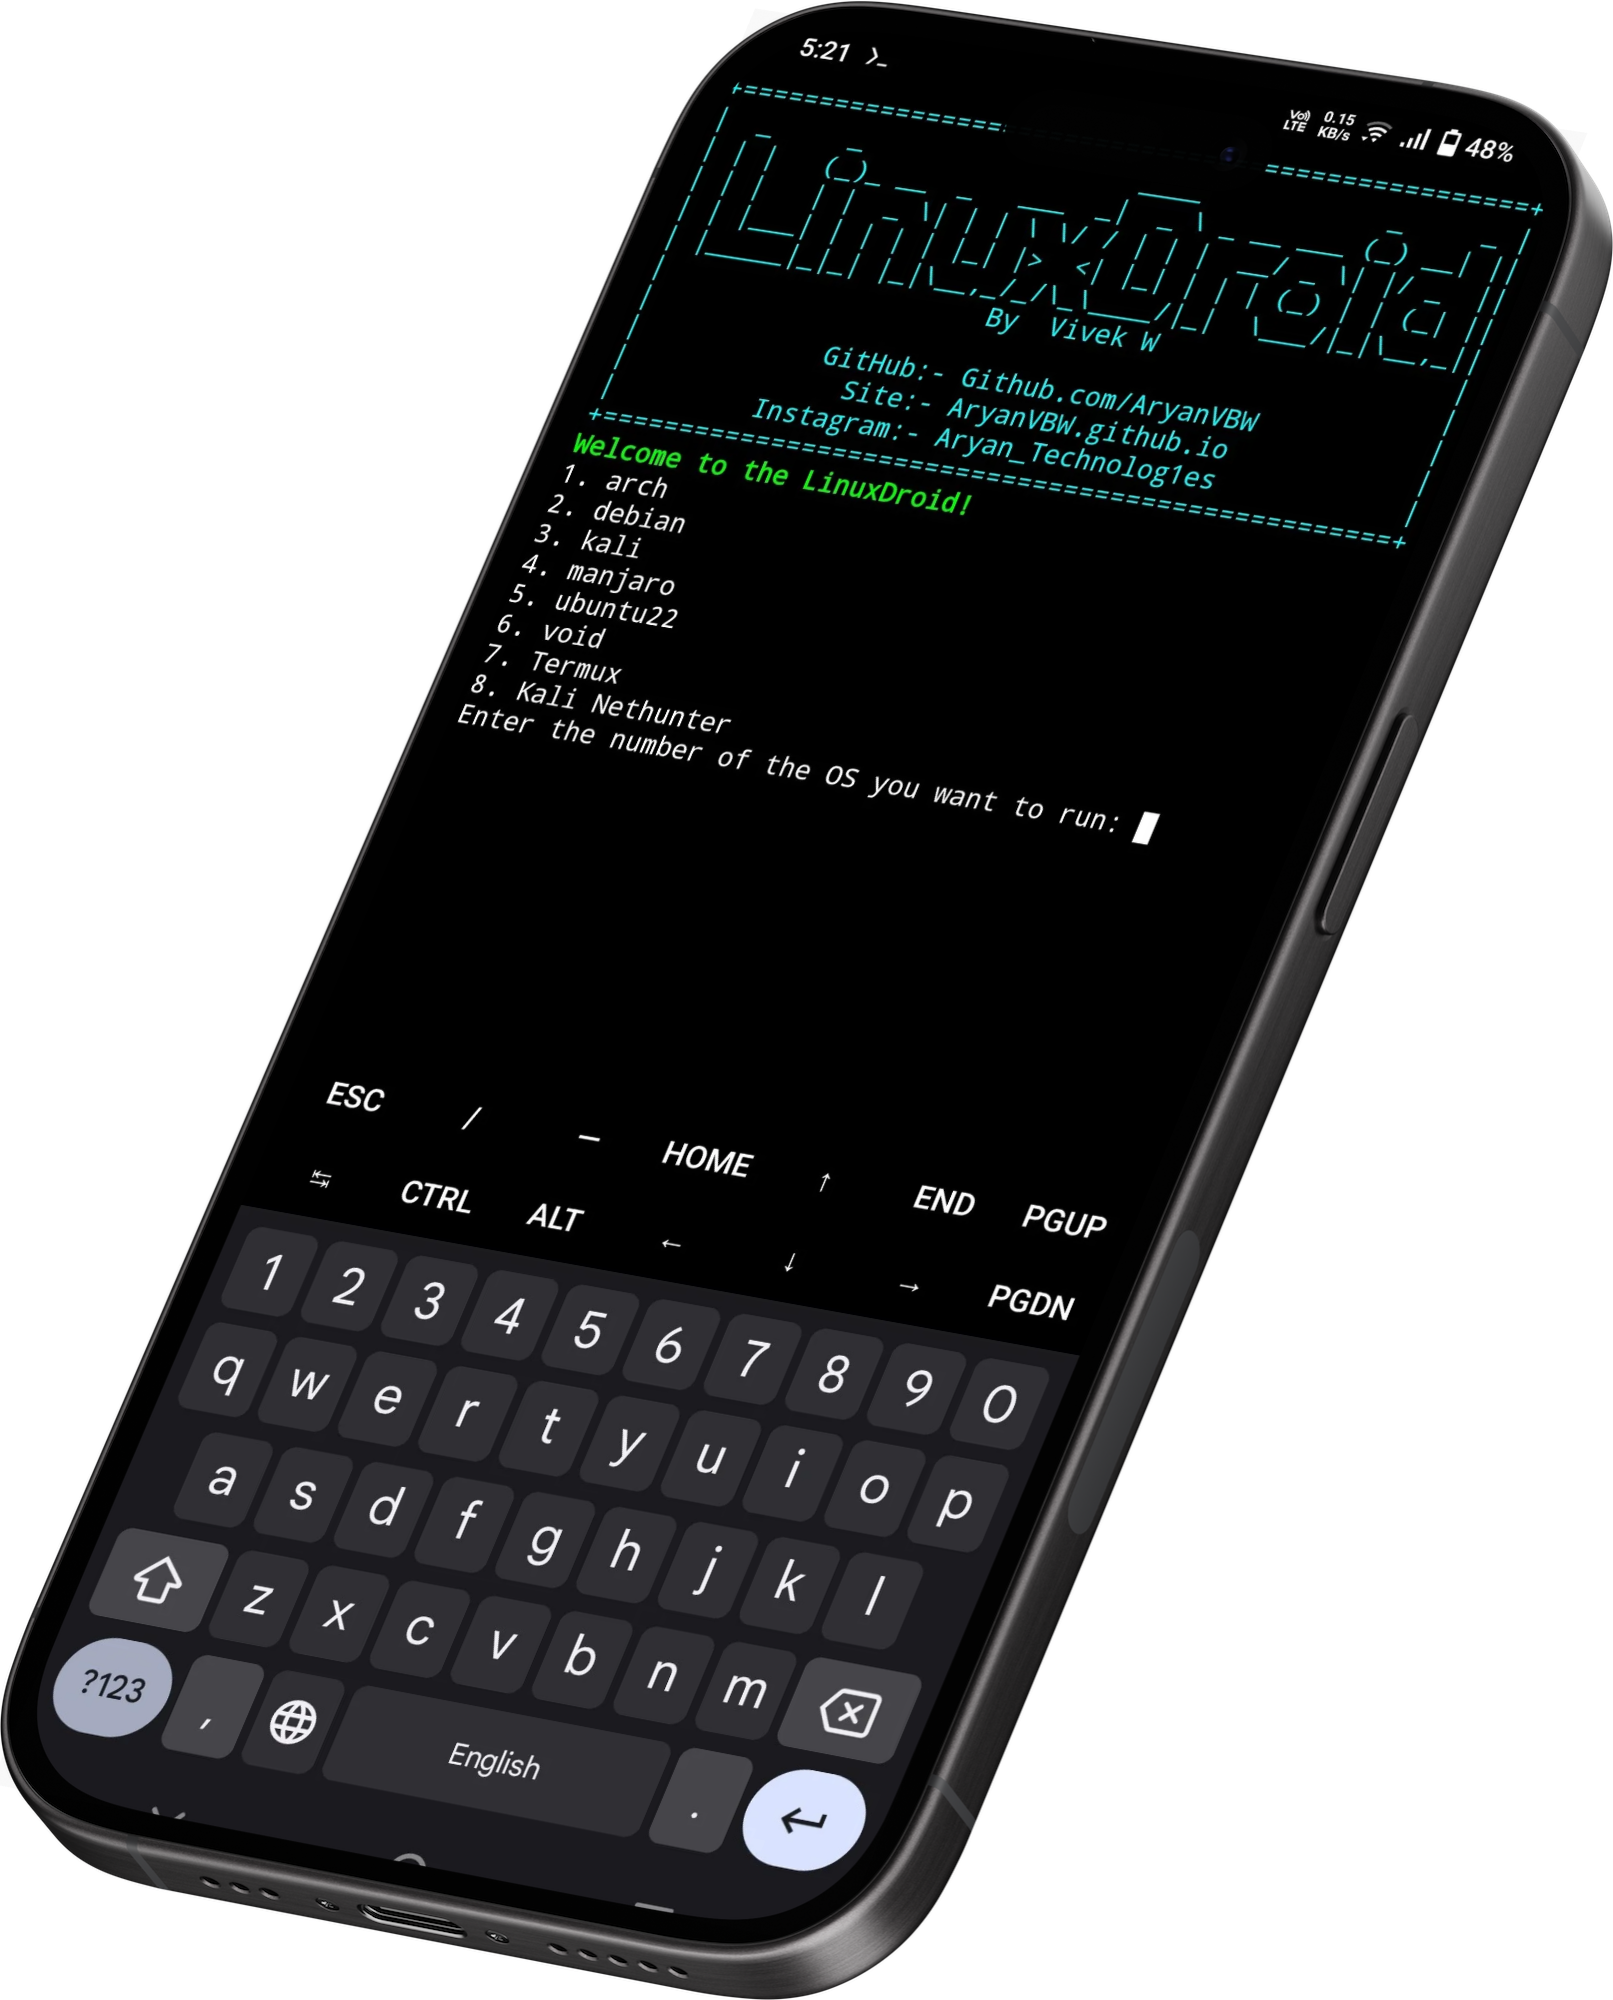 5:21
Vo)) LTE 0.15 KB/s 48%
LinuxDroid
By Vivek W
GitHub:- Github.com/AryanVBW
Site:- AryanVBW.github.io
Instagram:- Aryan_Technolog1es
Welcome to the LinuxDroid!
1. arch
2. debian
3. kali
4. manjaro
5. ubuntu22
6. void
7. Termux
8. Kali Nethunter
Enter the number of the OS you want to run:
ESC / — HOME ↑ END PGUP
↹ CTRL ALT ← ↓ → PGDN
1 2 3 4 5 6 7 8 9 0
q w e r t y u i o p
a s d f g h j k l
z x c v b n m
?123 , English .